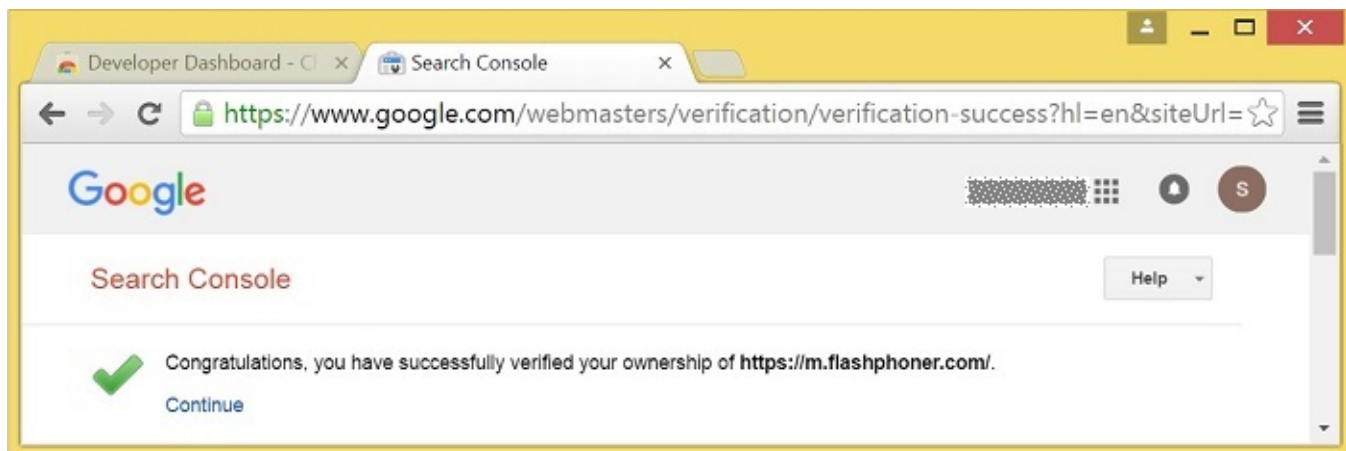 Developer Dashboard - C
Search Console
https://www.google.com/webmasters/verification/verification-success?hl=en&siteUrl=
Google
S
Search Console
Help
Congratulations, you have successfully verified your ownership of https://m.flashphoner.com/.
Continue